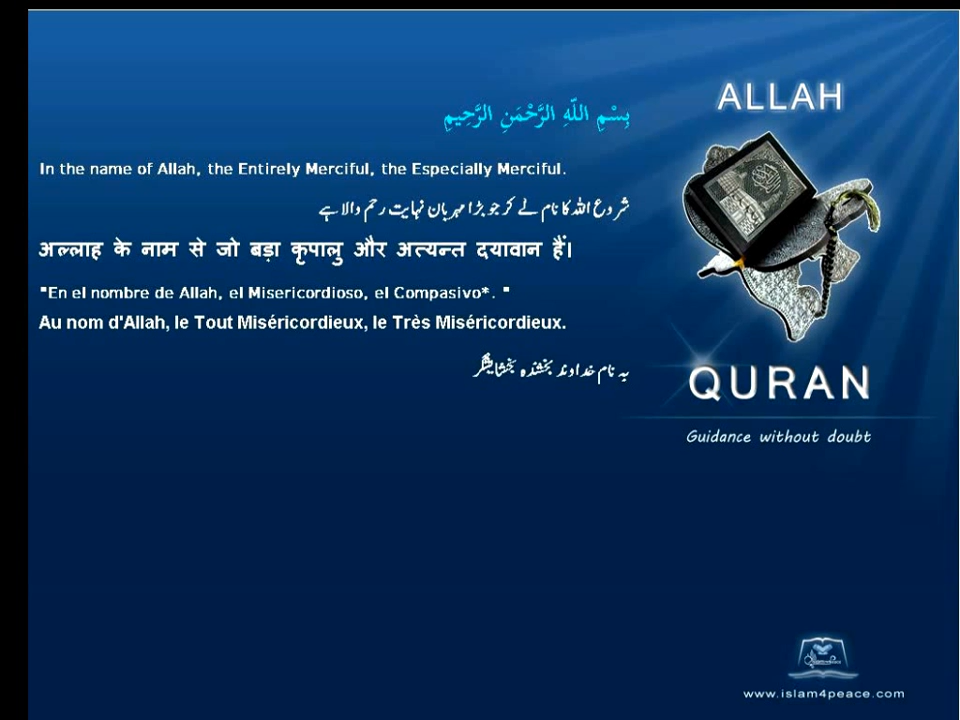 بِسْمِ اللّهِ الرَّحْمَنِ الرَّحِيمِ
In the name of Allah, the Entirely Merciful, the Especially Merciful.
شروع الله کا نام لے کر جو بڑا مہربان نہایت رحم والا ہے
अल्लाह के नाम से जो बड़ा कृपालु और अत्यन्त दयावान हैं।
"En el nombre de Allah, el Misericordioso, el Compasivo*. "
Au nom d'Allah, le Tout Miséricordieux, le Très Miséricordieux.
به نام خداوند بخشنده بخشایشگر
ALLAH
QURAN
Guidance without doubt
www.islam4peace.com